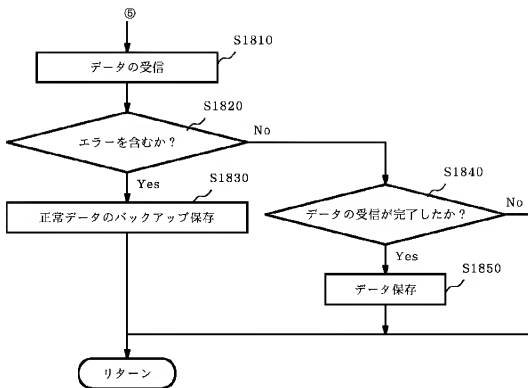 ⑤
S1810
データの受信
S1820
エラーを含むか?
No
Yes
S1830
正常データのバックアップ保存
S1840
データの受信が完了したか?
No
Yes
S1850
データ保存
リターン